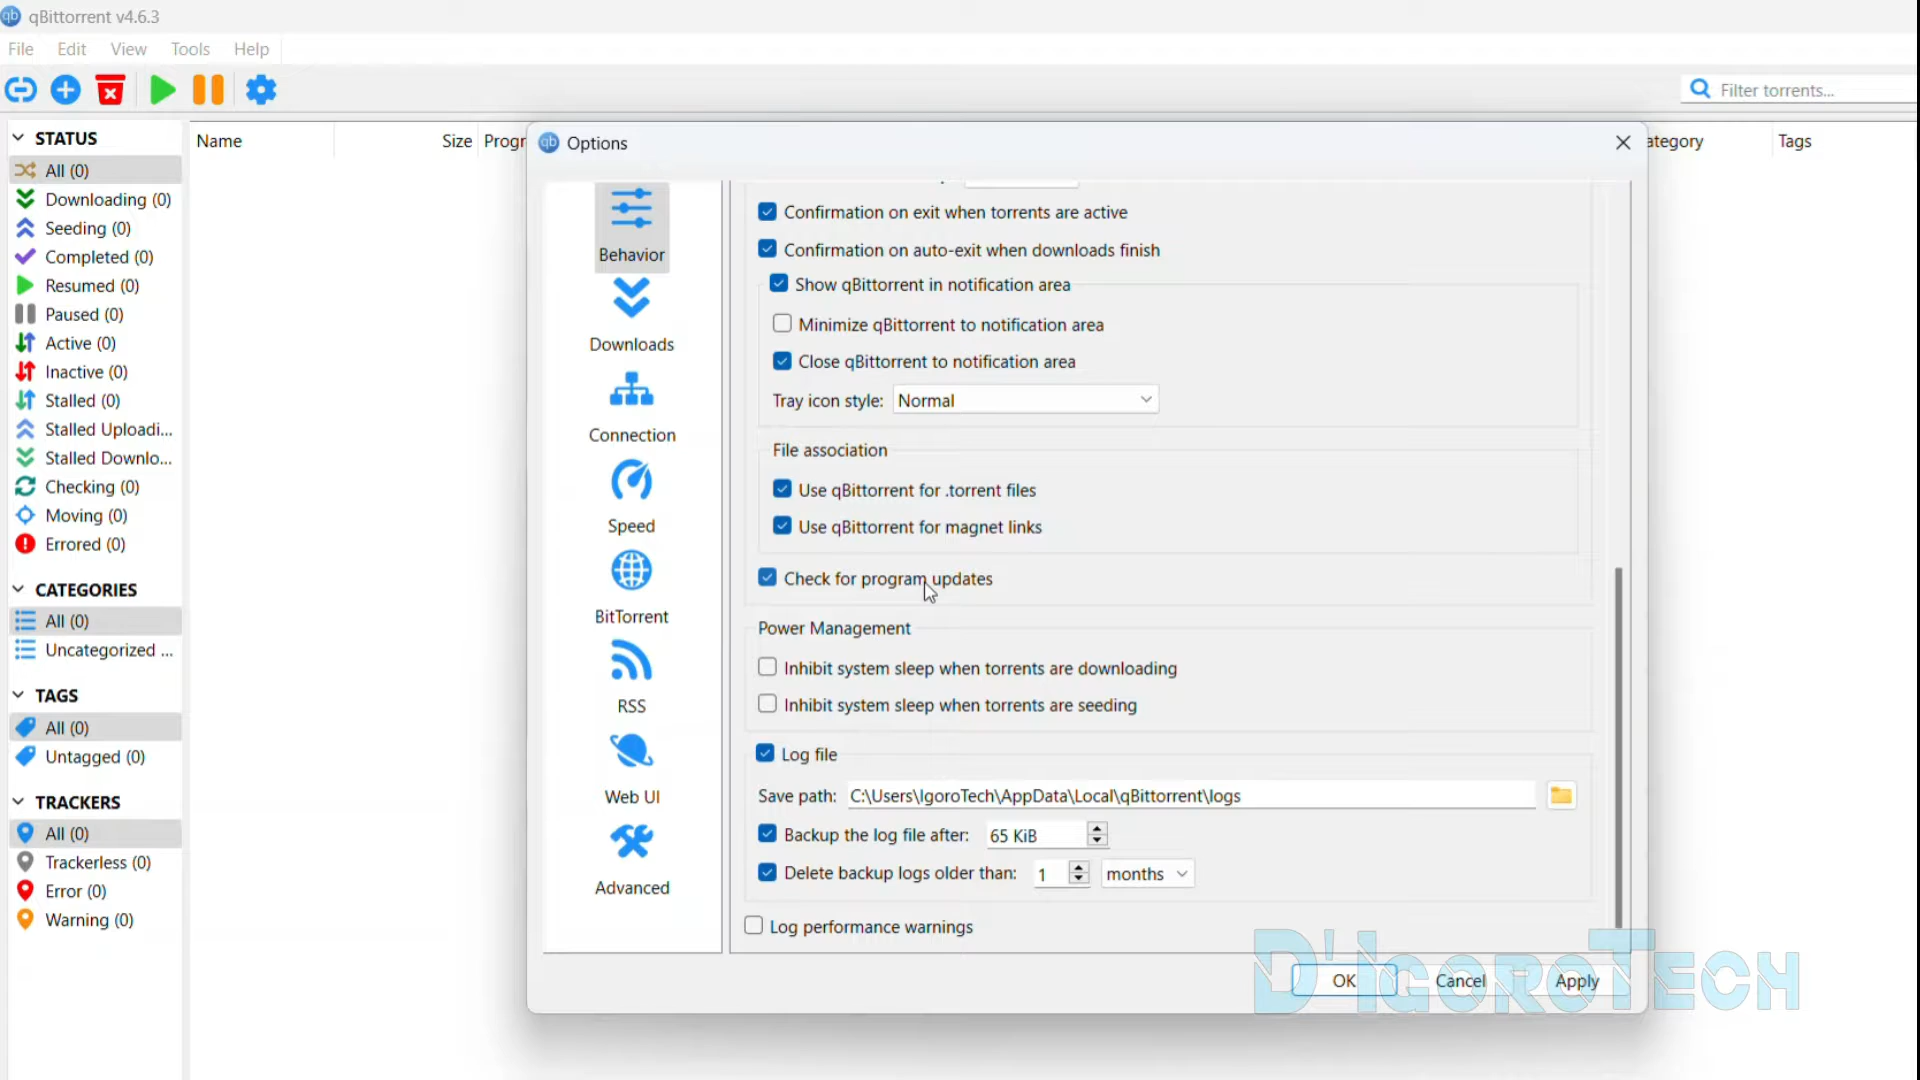 qBittorrent v4.6.3
File Edit View Tools Help
Filter torrents...
STATUS
All (0)
Downloading (0)
Seeding (0)
Completed (0)
Resumed (0)
Paused (0)
Active (0)
Inactive (0)
Stalled (0)
Stalled Uploadi...
Stalled Downlo...
Checking (0)
Moving (0)
Errored (0)
CATEGORIES
All (0)
Uncategorized ...
TAGS
All (0)
Untagged (0)
TRACKERS
All (0)
Trackerless (0)
Error (0)
Warning (0)
Name Size Progr ategory Tags
Options
Behavior
Downloads
Connection
Speed
BitTorrent
RSS
Web UI
Advanced
Confirmation on exit when torrents are active
Confirmation on auto-exit when downloads finish
Show qBittorrent in notification area
Minimize qBittorrent to notification area
Close qBittorrent to notification area
Tray icon style: Normal
File association
Use qBittorrent for .torrent files
Use qBittorrent for magnet links
Check for program updates
Power Management
Inhibit system sleep when torrents are downloading
Inhibit system sleep when torrents are seeding
Log file
Save path: C:\Users\IgoroTech\AppData\Local\qBittorrent\logs
Backup the log file after: 65 KiB
Delete backup logs older than: 1 months
Log performance warnings
OK Cancel Apply
D'IGOROTECH